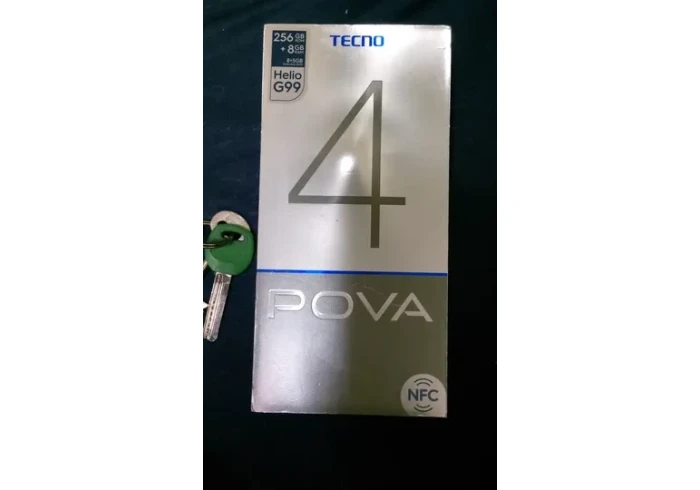 TECNO
256 GB
+ 8 GB
Helio
G99
4
POVA
NFC